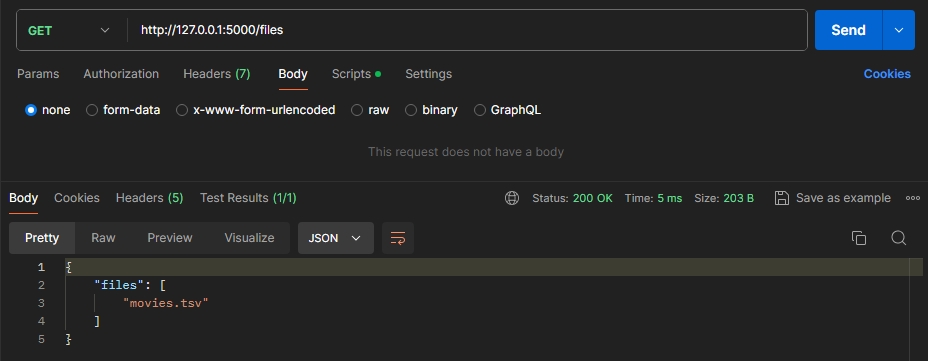 GET http://127.0.0.1:5000/files Send
Params Authorization Headers (7) Body Scripts Settings Cookies
none form-data x-www-form-urlencoded raw binary GraphQL
This request does not have a body
Body Cookies Headers (5) Test Results (1/1) Status: 200 OK Time: 5 ms Size: 203 B Save as example
Pretty Raw Preview Visualize JSON
1 {
2 "files": [
3 "movies.tsv"
4 ]
5 }